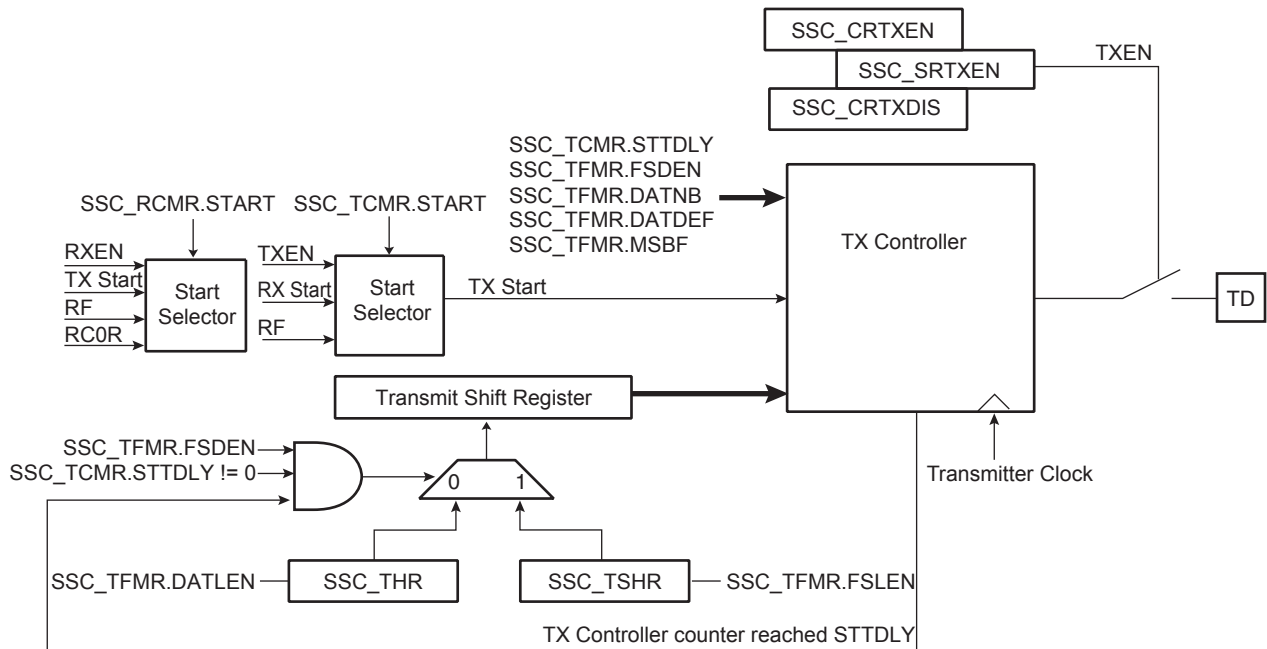 SSC_CRTXEN
SSC_SRTXEN
TXEN
SSC_CRTXDIS
SSC_TCMR.STTDLY
SSC_TFMR.FSDEN
SSC_TFMR.DATNB
SSC_TFMR.DATDEF
SSC_TFMR.MSBF
TX Controller
SSC_RCMR.START
SSC_TCMR.START
RXEN
TX Start
RF
RC0R
Start
Selector
TXEN
RX Start
RF
Start
Selector
TX Start
TD
Transmit Shift Register
SSC_TFMR.FSDEN
SSC_TCMR.STTDLY != 0
0 1
Transmitter Clock
SSC_TFMR.DATLEN
SSC_THR
SSC_TSHR
SSC_TFMR.FSLEN
TX Controller counter reached STTDLY